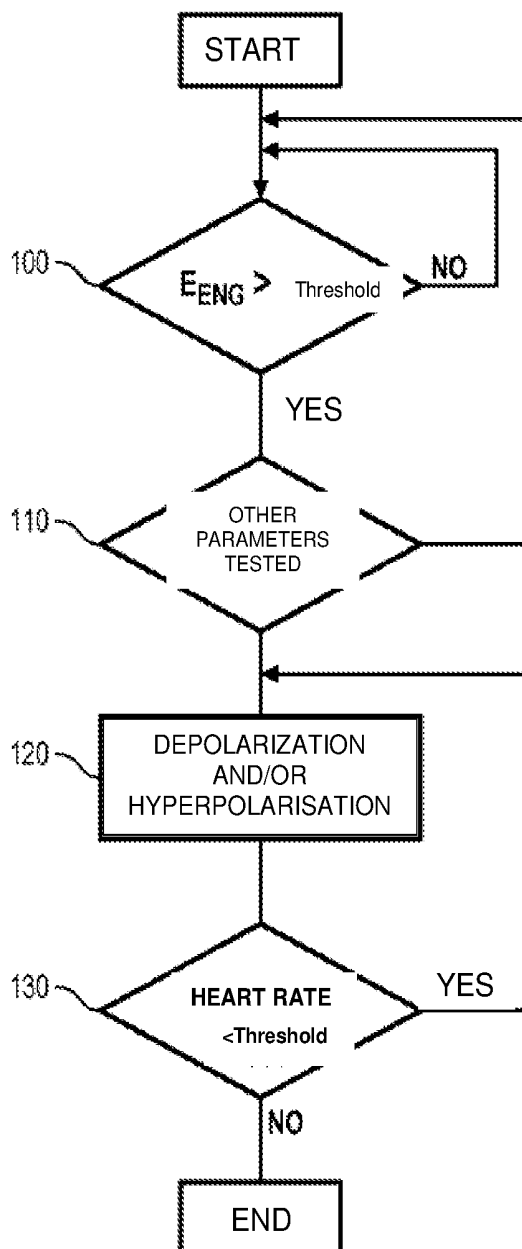 START
100
E_ENG > Threshold
NO
YES
110
OTHER
PARAMETERS
TESTED
120
DEPOLARIZATION
AND/OR
HYPERPOLARISATION
130
HEART RATE
<Threshold
YES
NO
END